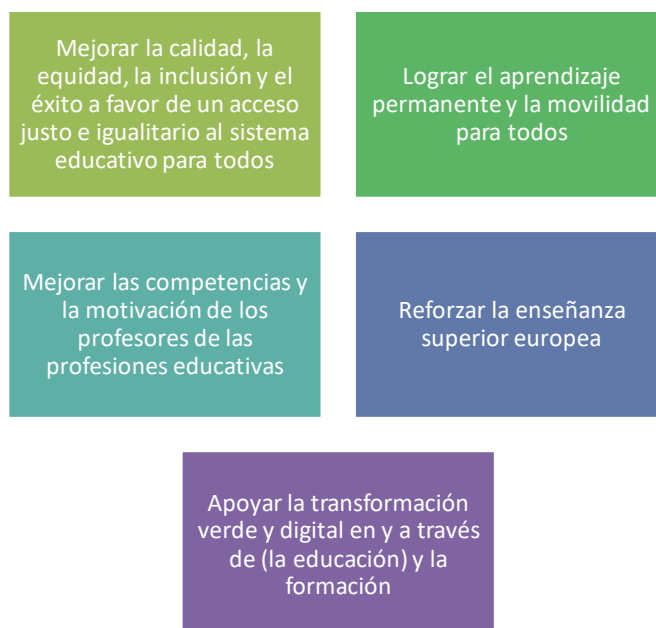 Mejorar la calidad, la
equidad, la inclusión y el
éxito a favor de un acceso
justo e igualitario al sistema
educativo para todos
Lograr el aprendizaje
permanente y la movilidad
para todos
Mejorar las competencias y
la motivación de los
profesores de las
profesiones educativas
Reforzar la enseñanza
superior europea
Apoyar la transformación
verde y digital en y a través
de (la educación) y la
formación